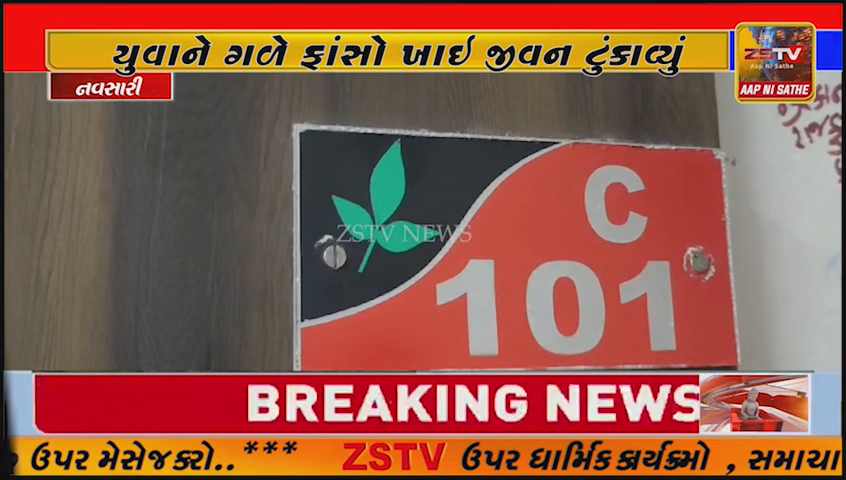 યુવાને ગળે ફાંસો ખાઇ જીવન ટુંકાવ્યું
નવસારી
ZSTV
Aap Ni Sathe
AAP NI SATHE
C
101
ZSTV NEWS
BREAKING NEWS
ઉપર મેસેજ કરો..*** ZSTV ઉપર ધાર્મિક કાર્યક્રમો , સમાચા